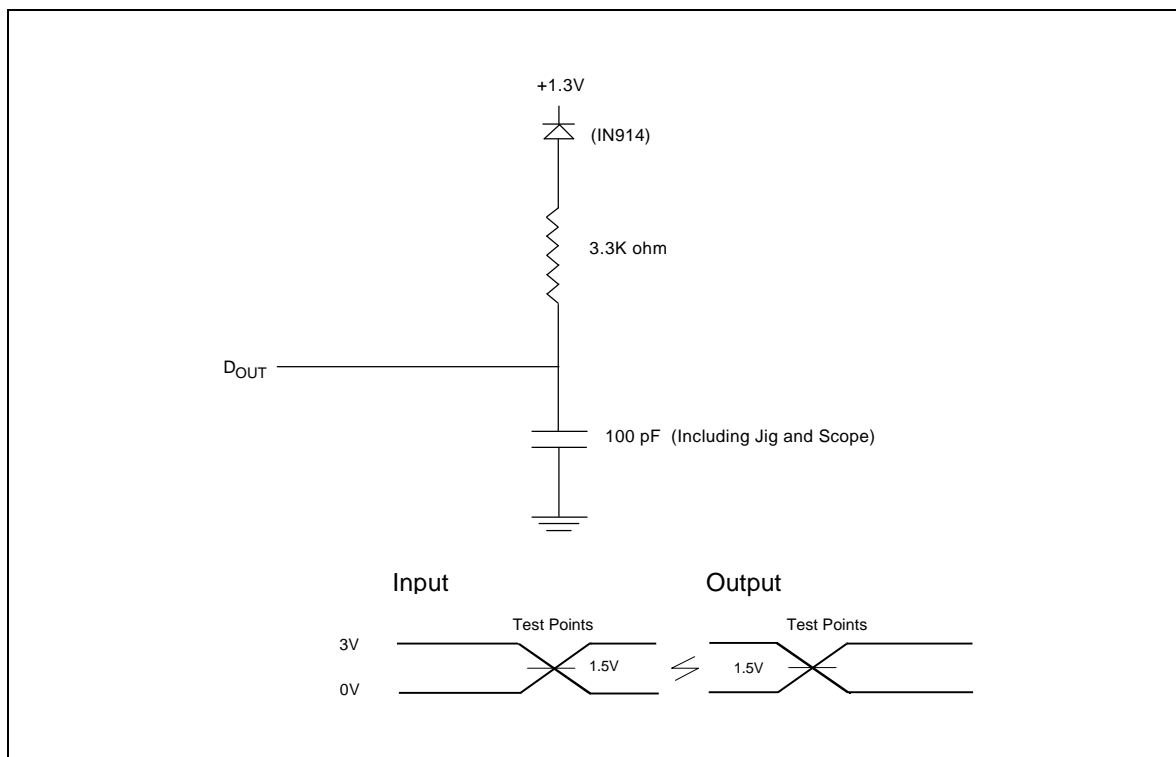 +1.3V
(IN914)
3.3K ohm
DOUT
100 pF (Including Jig and Scope)
Input Output
Test Points Test Points
3V
1.5V 1.5V
0V